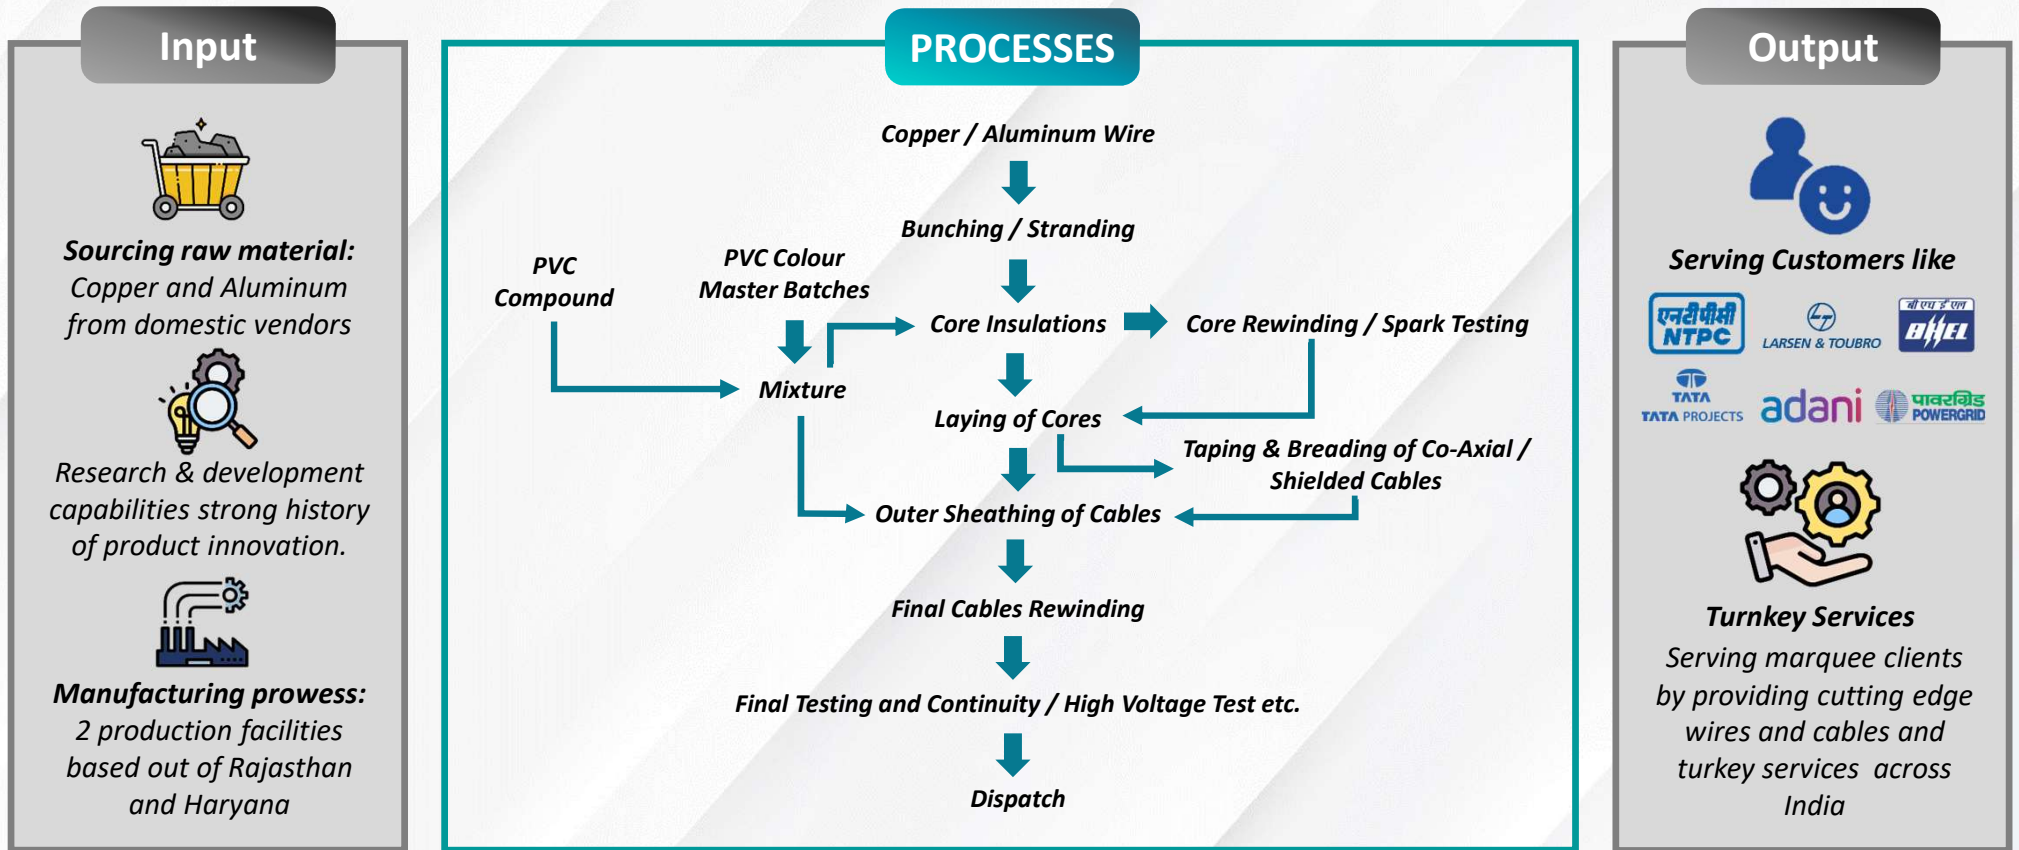 Input
Sourcing raw material:
Copper and Aluminum
from domestic vendors
Research & development
capabilities strong history
of product innovation.
Manufacturing prowess:
2 production facilities
based out of Rajasthan
and Haryana
PROCESSES
Copper / Aluminum Wire
Bunching / Stranding
PVC
Compound
PVC Colour
Master Batches
Core Insulations
Core Rewinding / Spark Testing
Mixture
Laying of Cores
Taping & Breading of Co-Axial /
Shielded Cables
Outer Sheathing of Cables
Final Cables Rewinding
Final Testing and Continuity / High Voltage Test etc.
Dispatch
Output
Serving Customers like
एनटीपीसी
NTPC
LARSEN & TOUBRO
बी एच ई एल
BHEL
TATA
TATA PROJECTS
adani
पावरग्रिड
POWERGRID
Turnkey Services
Serving marquee clients
by providing cutting edge
wires and cables and
turkey services across
India